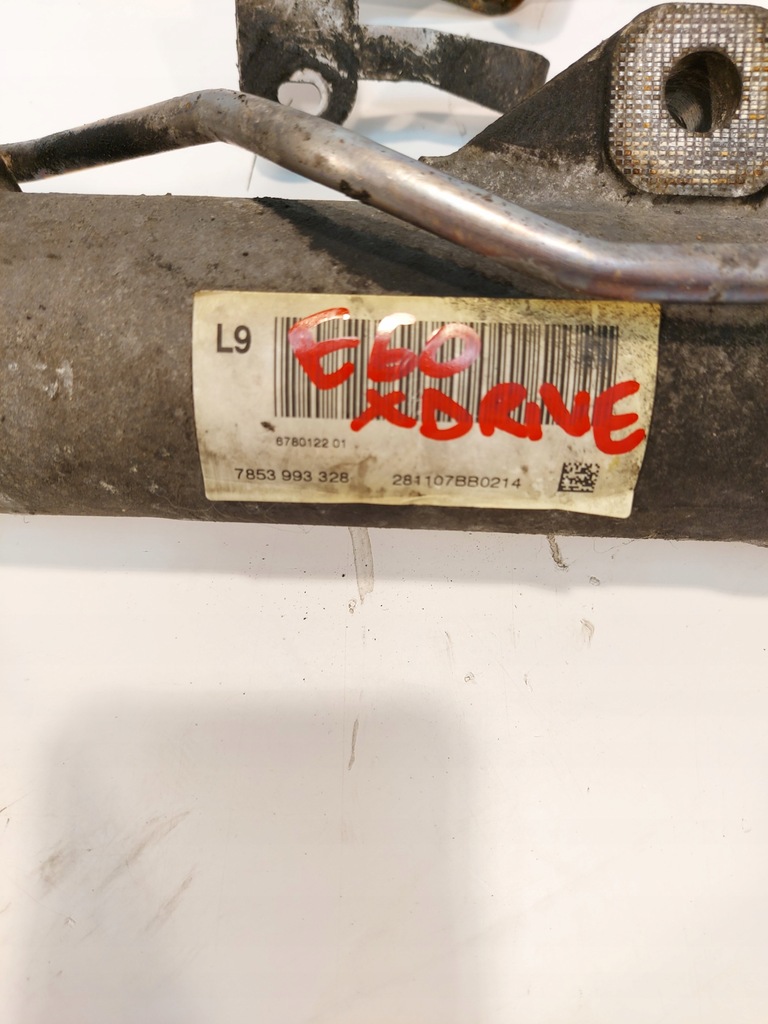 L9
E60
XDRIVE
6780122 01
7853 993 328 281107BB0214